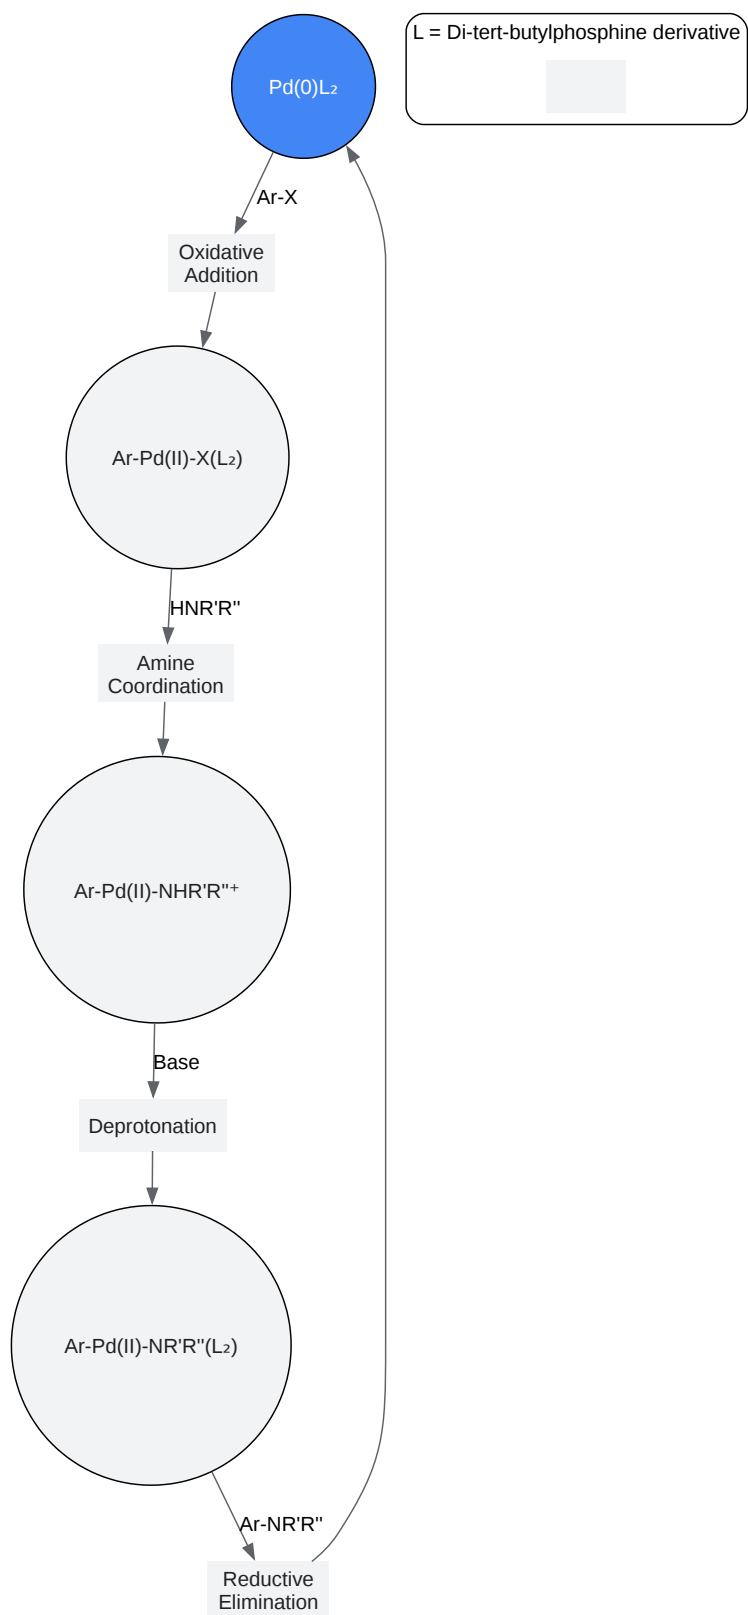 Pd(0)L₂
L = Di-tert-butylphosphine derivative
Ar-X
Oxidative
Addition
Ar-Pd(II)-X(L₂)
HNR'R''
Amine
Coordination
Ar-Pd(II)-NHR'R''⁺
Base
Deprotonation
Ar-Pd(II)-NR'R''(L₂)
Ar-NR'R''
Reductive
Elimination